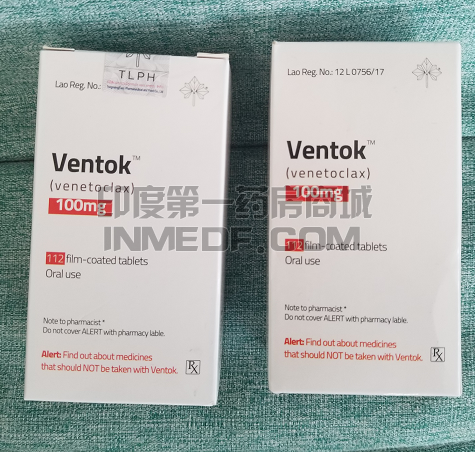 TLPH
Lao Reg. No.:
Ventok™
(venetoclax)
100mg
112 film-coated tablets
Oral use
Note to pharmacist *
Do not cover ALERT with pharmacy lable.
Alert: Find out about medicines
that should NOT be taken with Ventok.
Rx
Lao Reg. No.: 12 L 0756/17
Ventok™
(venetoclax)
100mg
112 film-coated tablets
Oral use
Note to pharmacist *
Do not cover ALERT with pharmacy lable.
Alert: Find out about medicines
that should NOT be taken with Ventok.
Rx
印度第一药房商城
INMEDF.COM